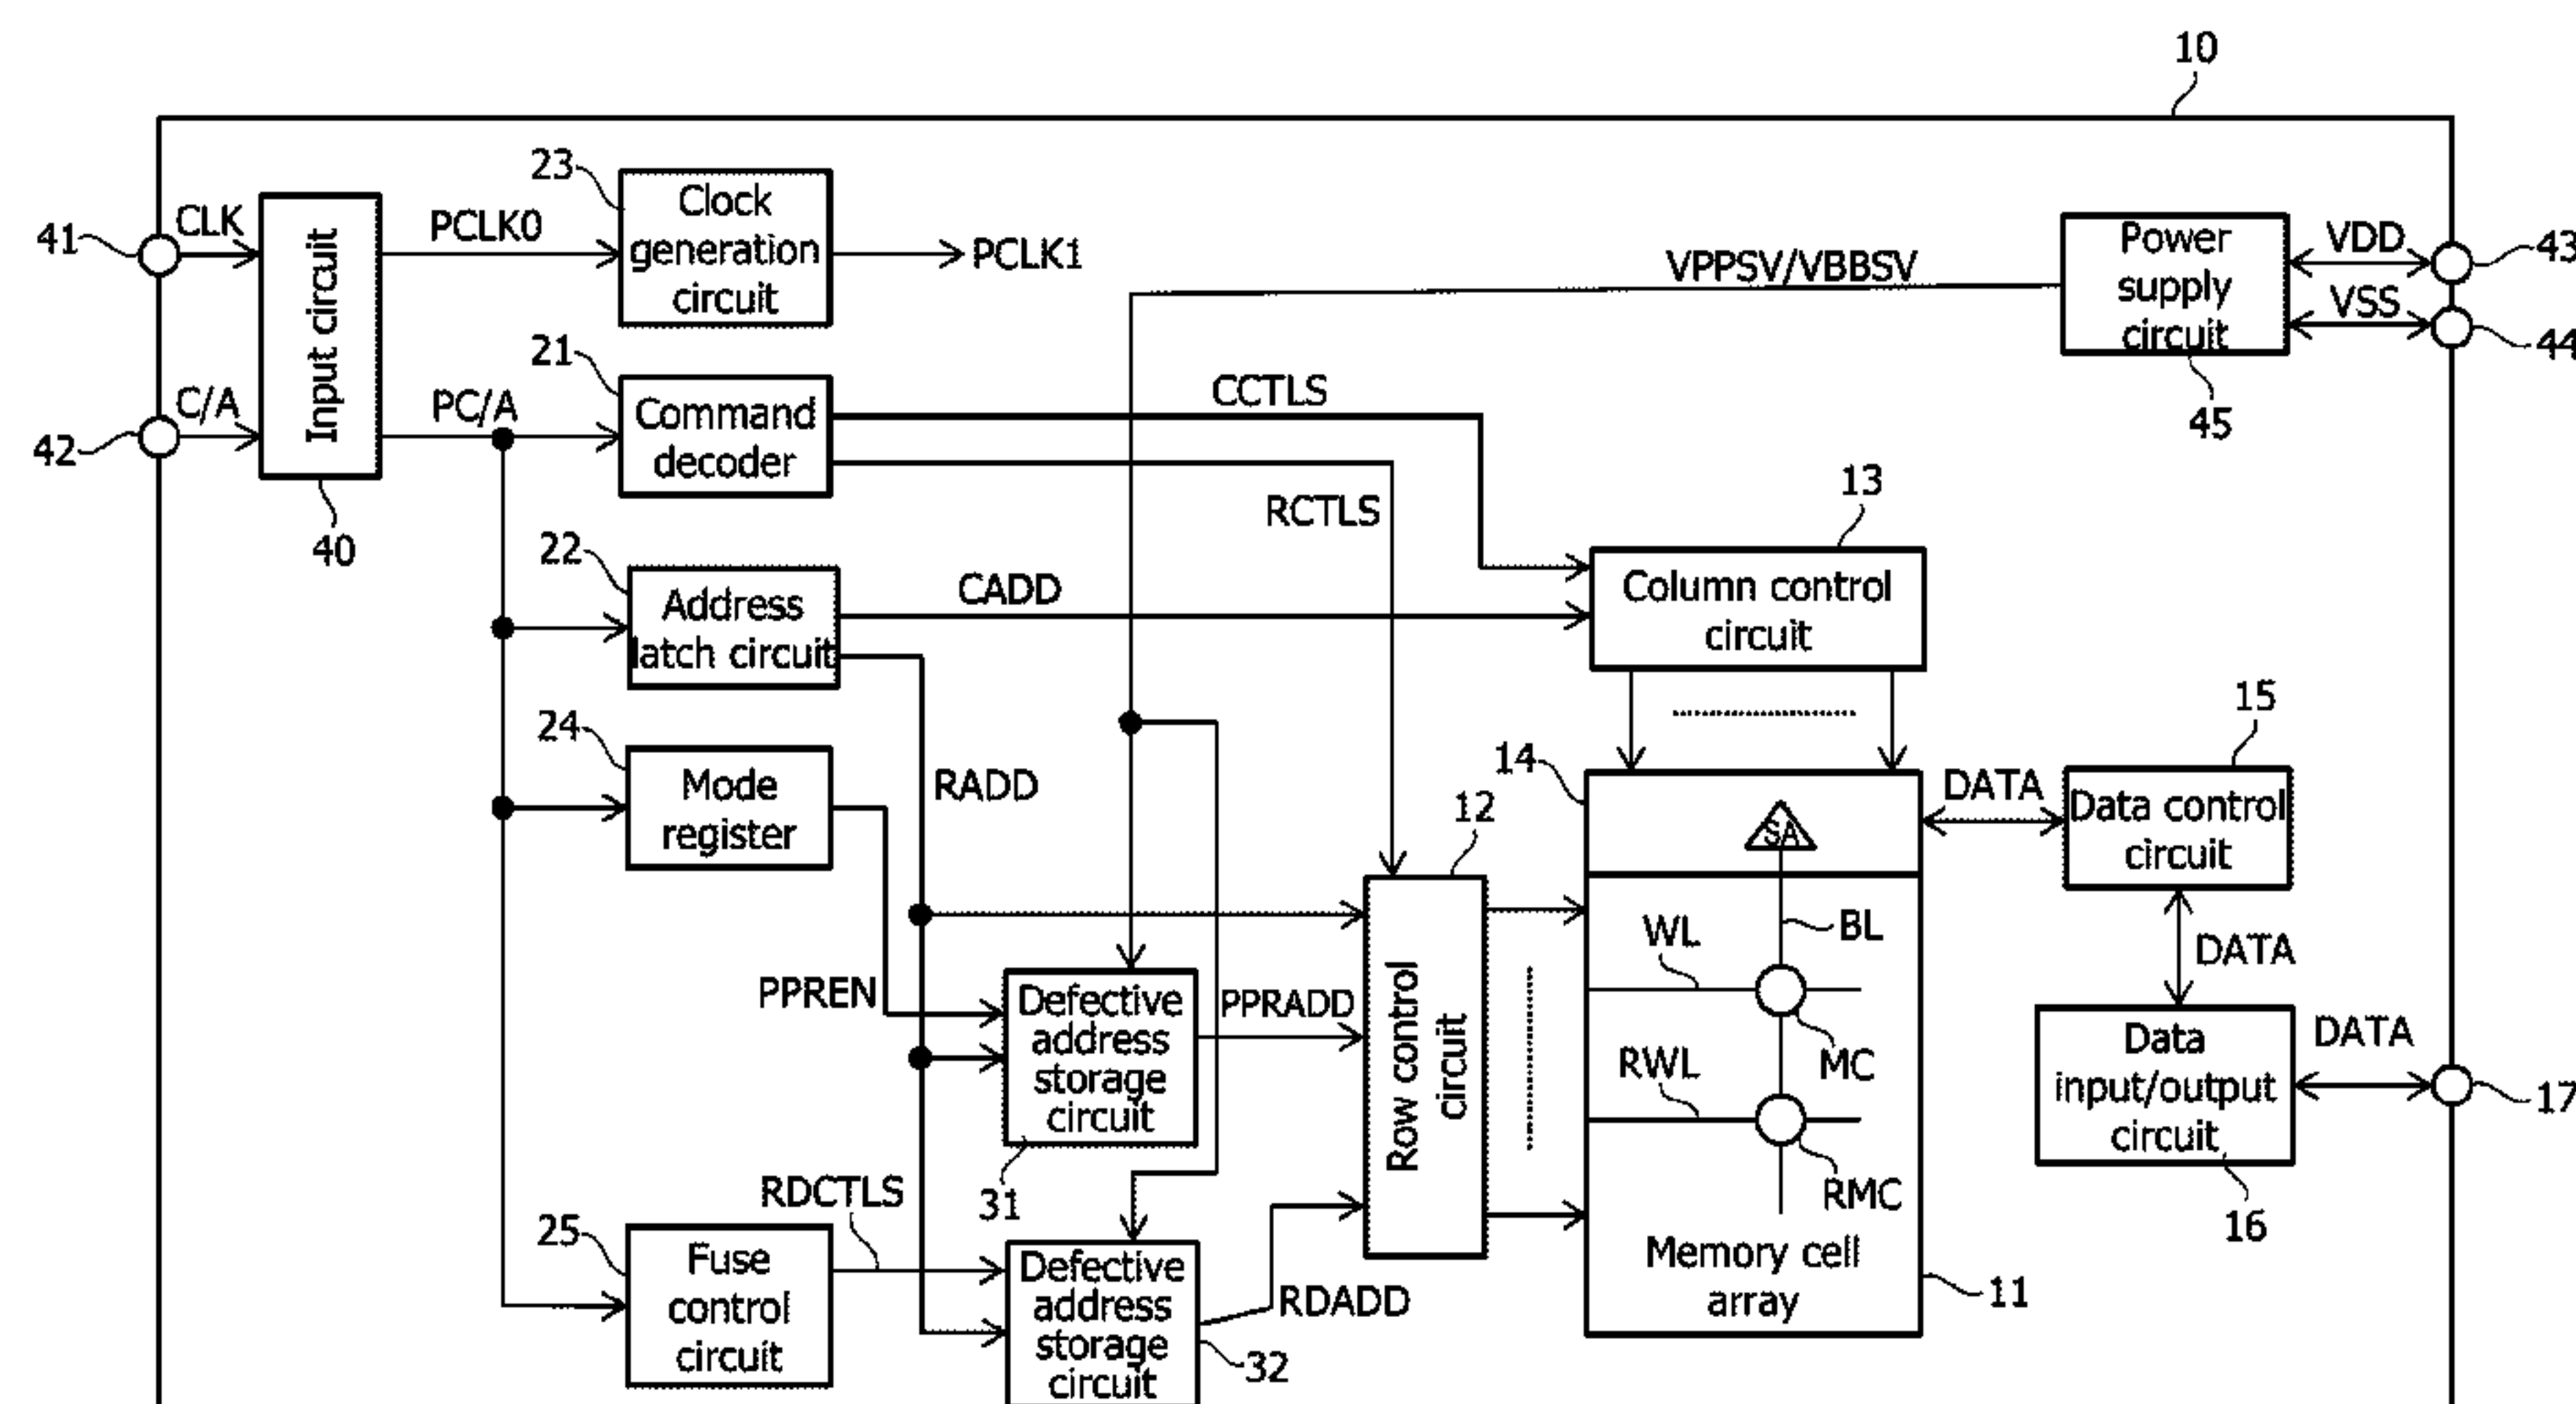 10
23
Clock
generation
circuit
CLK
PCLK0
PCLK1
41
Input circuit
VPPSV/VBBSV
Power
supply
circuit
VDD
43
VSS
44
45
21
C/A
PC/A
Command
decoder
CCTLS
42
40
RCTLS
13
22
Address
latch circuit
CADD
Column control
circuit
24
Mode
register
RADD
14
15
DATA
Data control
circuit
SA
12
PPREN
Defective
address
storage
circuit
PPRADD
Row control
circuit
WL
BL
DATA
MC
RWL
Data
input/output
circuit
DATA
17
RMC
16
31
RDCTLS
25
Fuse
control
circuit
Defective
address
storage
circuit
RDADD
32
Memory cell
array
11